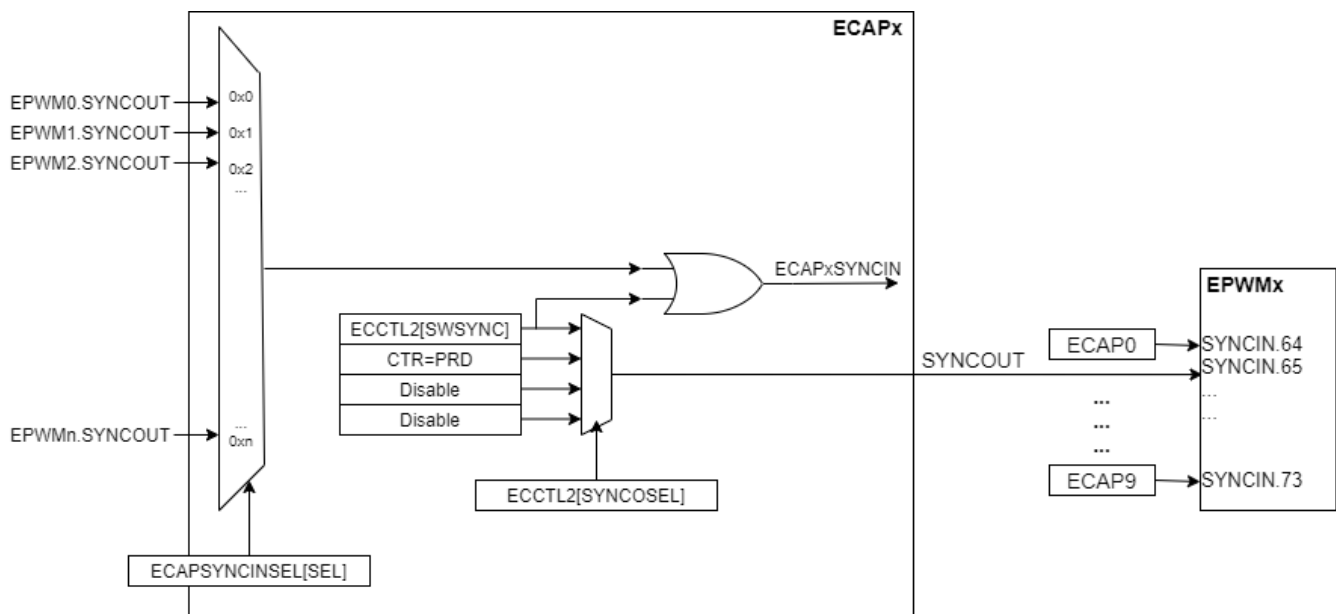 ECAPx
EPWM0.SYNCOUT
0x0
EPWM1.SYNCOUT
0x1
EPWM2.SYNCOUT
0x2
...
ECAPxSYNCIN
EPWMx
ECCTL2[SWSYNC]
CTR=PRD
Disable
Disable
SYNCOUT
ECAP0
SYNCIN.64
SYNCIN.65
...
...
...
...
...
EPWMn.SYNCOUT
...
0xn
ECAP9
SYNCIN.73
ECCTL2[SYNCOSEL]
ECAPSYNCINSEL[SEL]